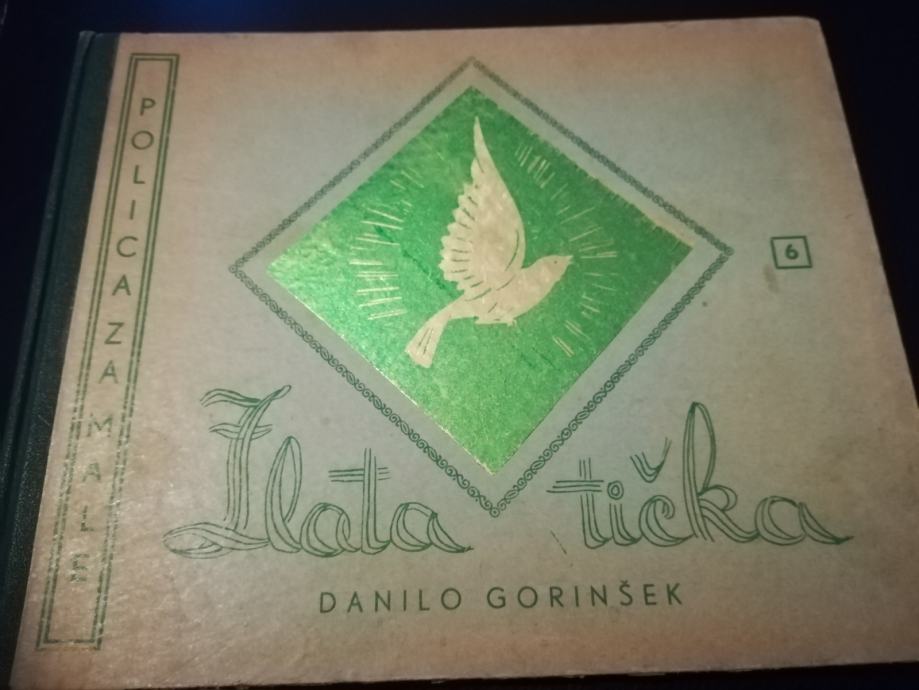 POLICA ZA MALE
6
Zlata tička
DANILO GORINŠEK